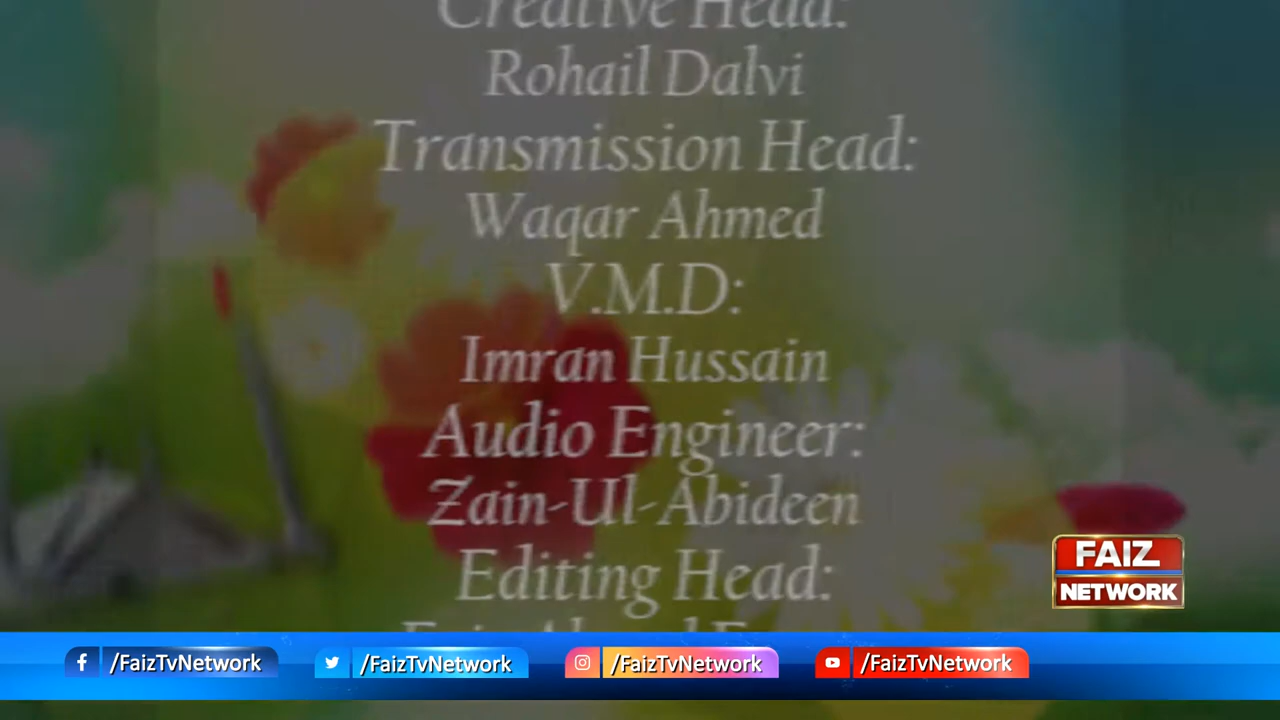 Creative Head:
Rohail Dalvi
Transmission Head:
Waqar Ahmed
V.M.D:
Imran Hussain
Audio Engineer:
Zain-Ul-Abideen
Editing Head:
FAIZ
NETWORK
/FaizTvNetwork
/FaizTvNetwork
/FaizTvNetwork
/FaizTvNetwork